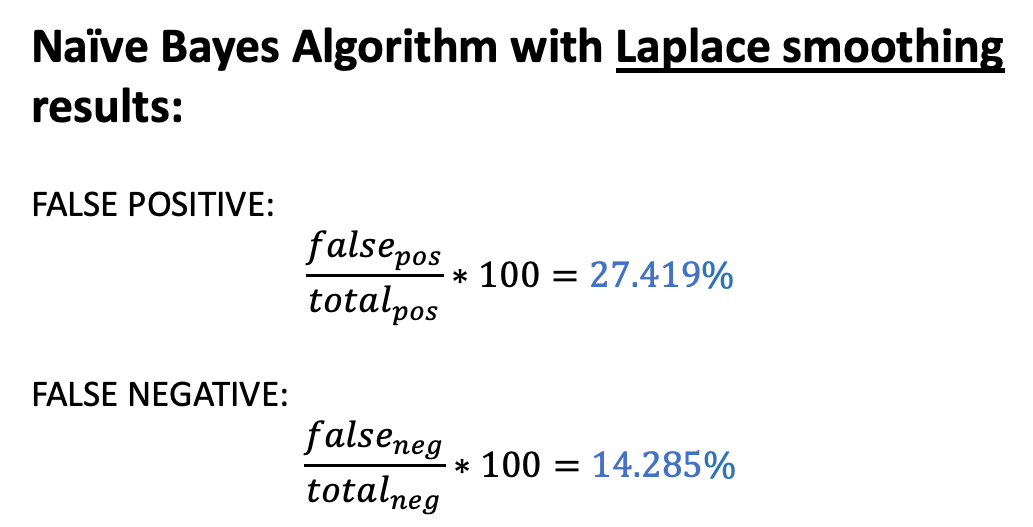 Naïve Bayes Algorithm with Laplace smoothing
results:
FALSE POSITIVE:
false_pos
/ total_pos * 100 = 27.419%
FALSE NEGATIVE:
false_neg
/ total_neg * 100 = 14.285%